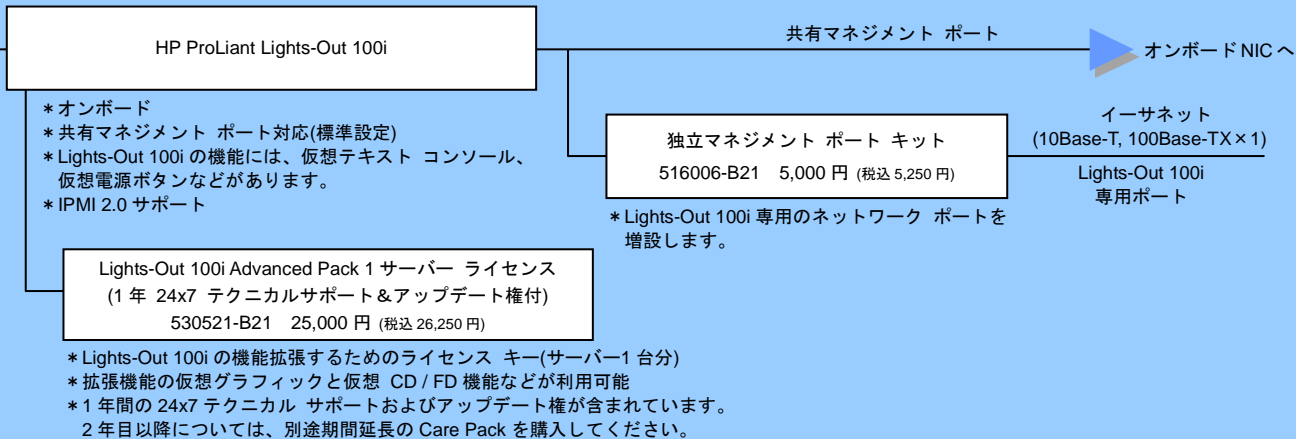 HP ProLiant Lights-Out 100i
共有マネジメント ポート
オンボード NIC へ
*オンボード
*共有マネジメント ポート対応(標準設定)
*Lights-Out 100i の機能には、仮想テキスト コンソール、
仮想電源ボタンなどがあります。
*IPMI 2.0 サポート
独立マネジメント ポート キット
516006-B21 5,000 円 (税込 5,250 円)
イーサネット
(10Base-T, 100Base-TX×1)
Lights-Out 100i
専用ポート
*Lights-Out 100i 専用のネットワーク ポートを
増設します。
Lights-Out 100i Advanced Pack 1 サーバー ライセンス
(1 年 24x7 テクニカルサポート&アップデート権付)
530521-B21 25,000 円 (税込 26,250 円)
*Lights-Out 100i の機能拡張するためのライセンス キー(サーバー1 台分)
*拡張機能の仮想グラフィックと仮想 CD / FD 機能などが利用可能
*1 年間の 24x7 テクニカル サポートおよびアップデート権が含まれています。
2 年目以降については、別途期間延長の Care Pack を購入してください。